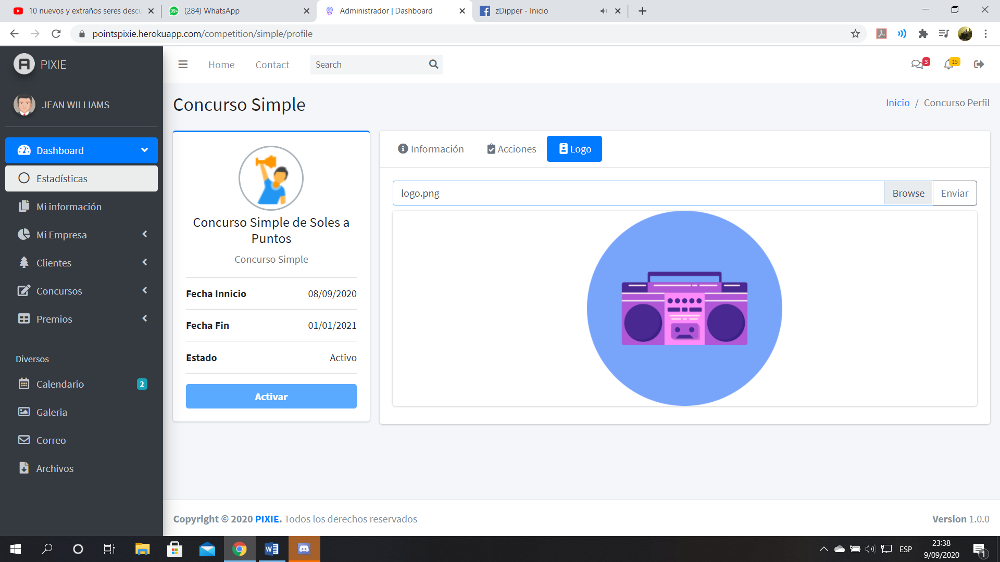 10 nuevos y extraños seres descu
(284) WhatsApp
Administrador | Dashboard
zDipper - Inicio
pointspixie.herokuapp.com/competition/simple/profile
PIXIE
Home
Contact
Search
3
15
JEAN WILLIAMS
Concurso Simple
Inicio / Concurso Perfil
Dashboard
Estadísticas
Mi información
Mi Empresa
Clientes
Concursos
Premios
Diversos
Calendario 2
Galeria
Correo
Archivos
Concurso Simple de Soles a
Puntos
Concurso Simple
Fecha Innicio 08/09/2020
Fecha Fin 01/01/2021
Estado Activo
Activar
Información
Acciones
Logo
logo.png
Browse
Enviar
Copyright © 2020 PIXIE. Todos los derechos reservados
Version 1.0.0
ESP
23:38
9/09/2020
1
99+